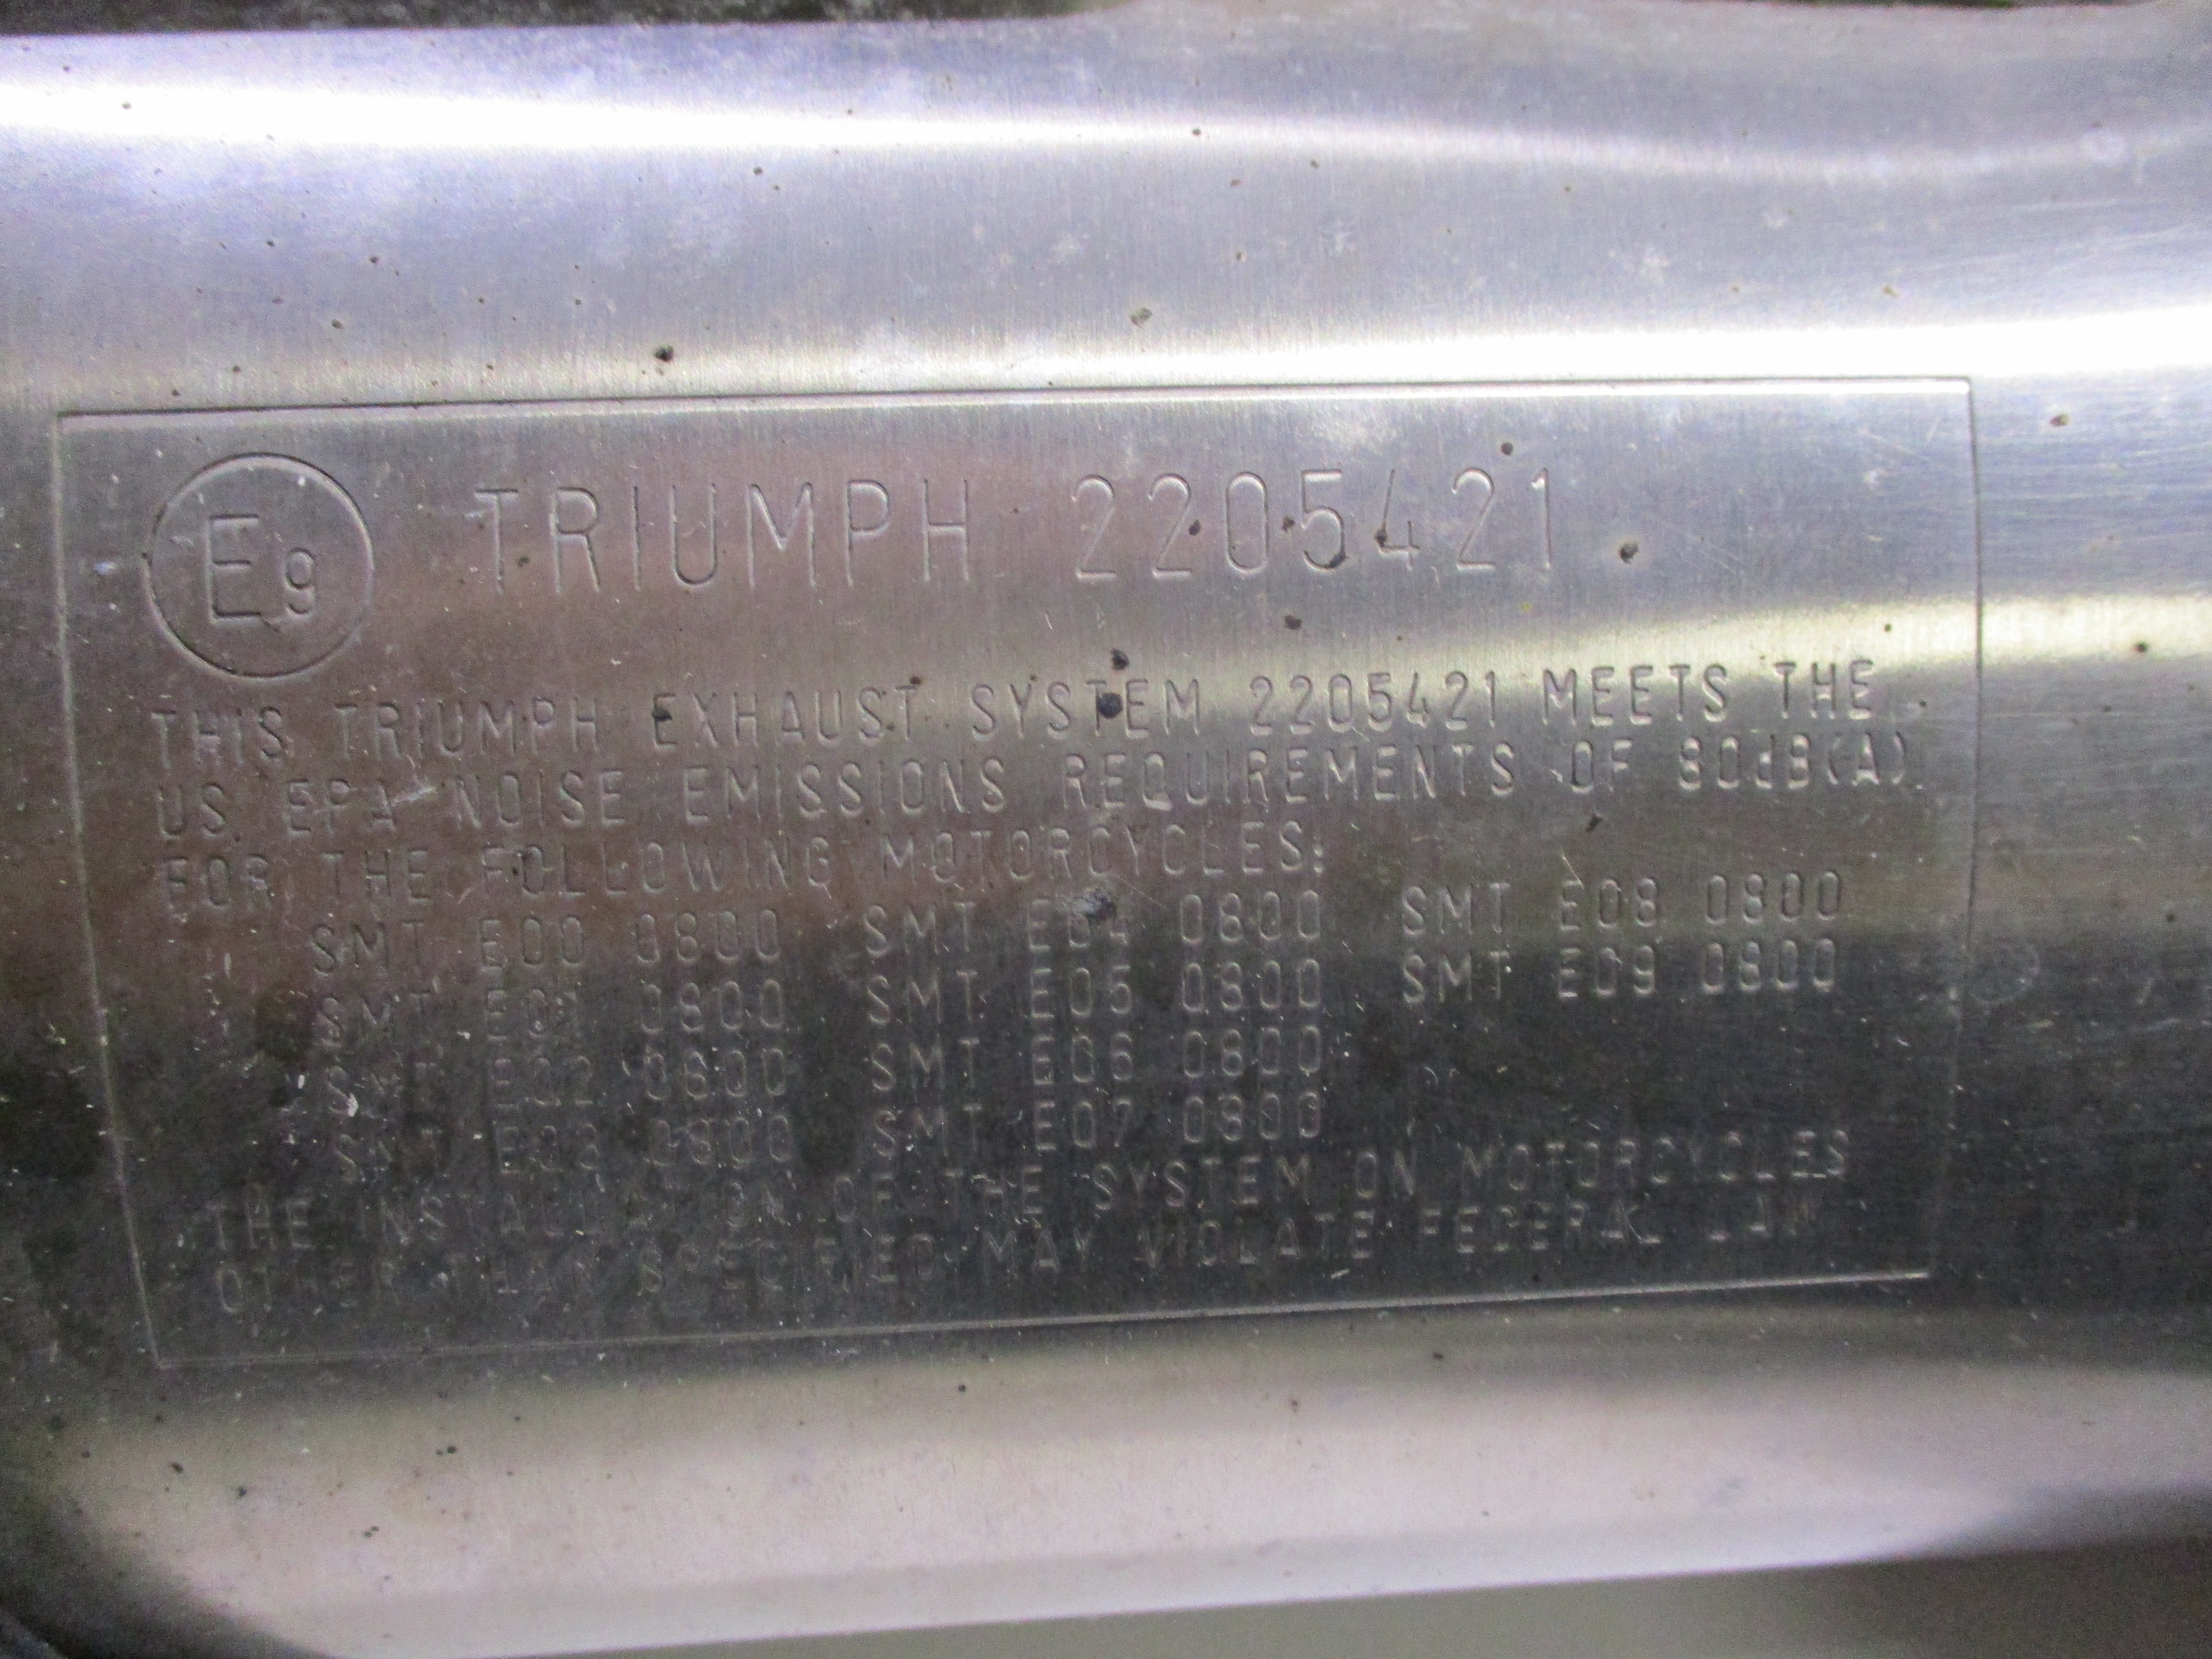 E9 TRIUMPH 2205421
THIS TRIUMPH EXHAUST SYSTEM 2205421 MEETS THE
US EPA NOISE EMISSIONS REQUIREMENTS OF 80dB(A)
FOR THE FOLLOWING MOTORCYCLES:
SMT E00 0800 SMT E04 0800 SMT E08 0800
SMT E01 0800 SMT E05 0800 SMT E09 0800
SMT E02 0800 SMT E06 0800
SMT E03 0800 SMT E07 0800
THE INSTALLATION OF THE SYSTEM ON MOTORCYCLES
OTHER THAN SPECIFIED MAY VIOLATE FEDERAL LAW